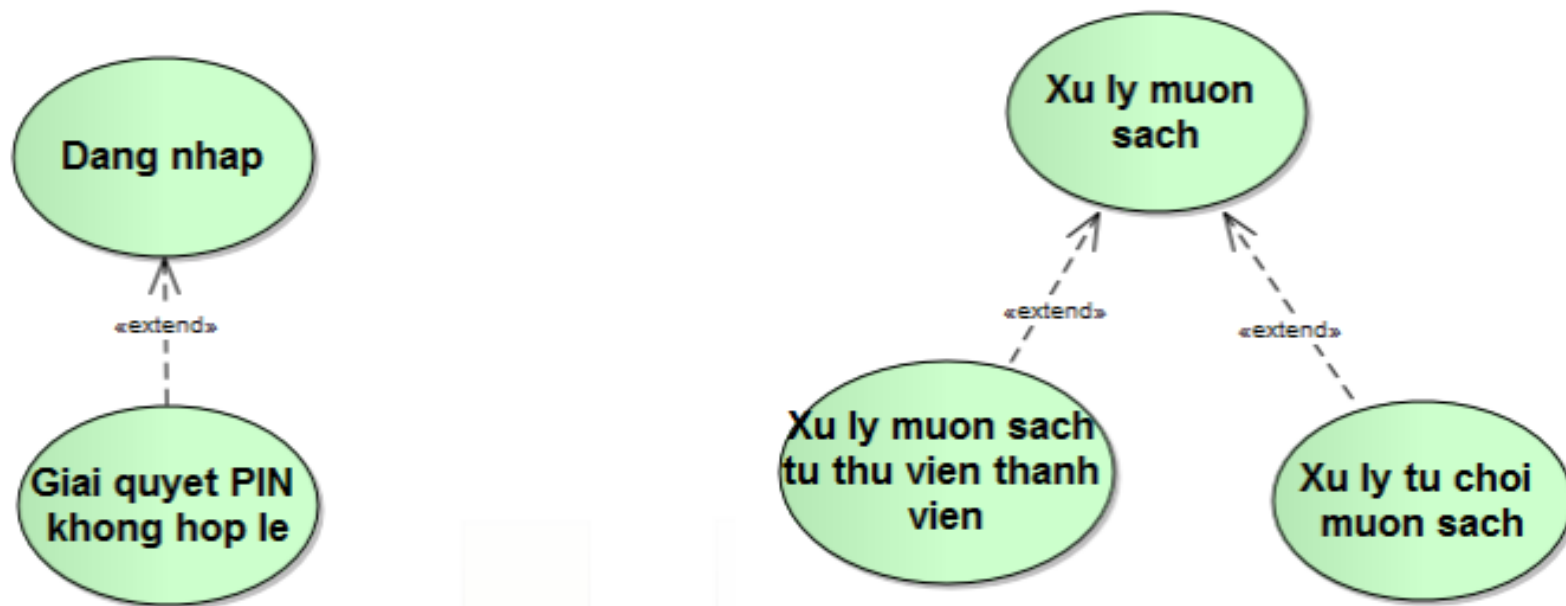 Dang nhap
«extend»
Giai quyet PIN
khong hop le
Xu ly muon
sach
«extend»
«extend»
Xu ly muon sach
tu thu vien thanh
vien
Xu ly tu choi
muon sach